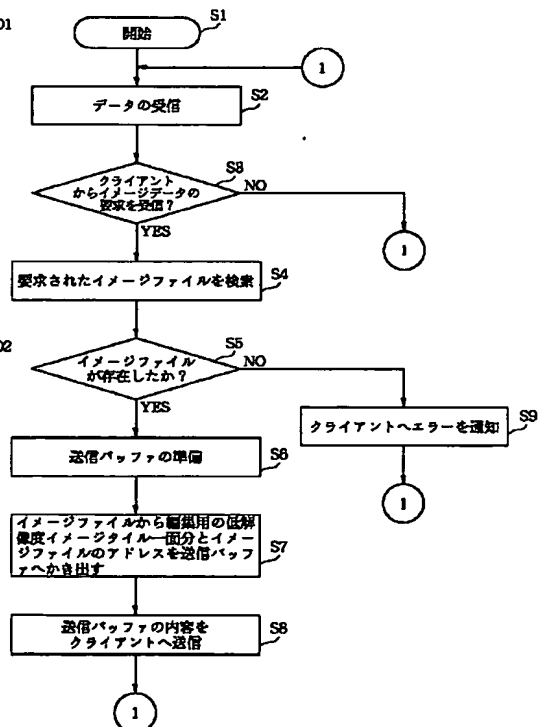 01
開始
S1
1
データの受信
S2
クライアント
からイメージデータの
要求を受信？
S3
NO
YES
1
要求されたイメージファイルを検索
S4
02
イメージファイル
が存在したか？
S5
NO
YES
クライアントへエラーを通知
S9
1
送信バッファの準備
S6
イメージファイルから編集用の低解
像度イメージタイル一面分とイメー
ジファイルのアドレスを送信バッフ
ァへかき出す
S7
送信バッファの内容を
クライアントへ送信
S8
1